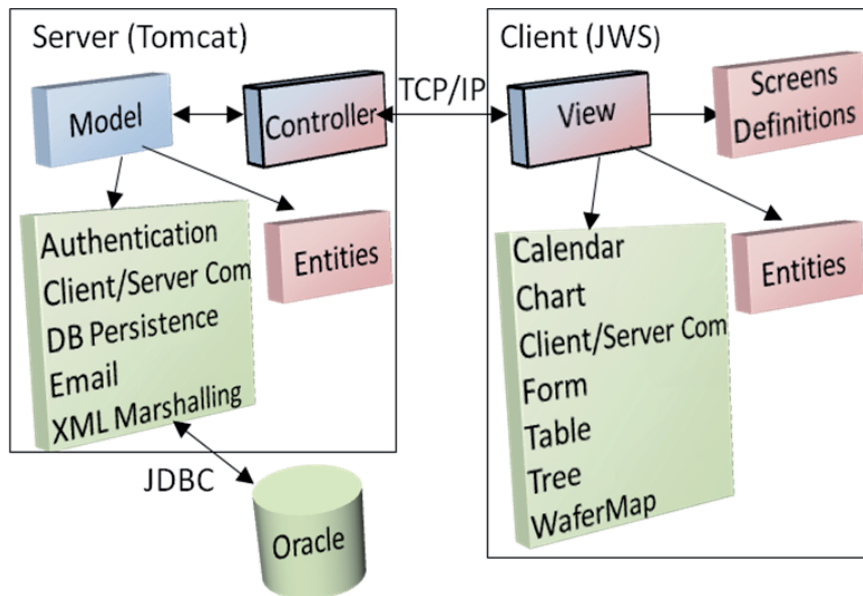 Server (Tomcat)
Model
Controller
Authentication
Client/Server Com
DB Persistence
Email
XML Marshalling
Entities
JDBC
Oracle
TCP/IP
Client (JWS)
View
Screens
Definitions
Calendar
Chart
Client/Server Com
Form
Table
Tree
WaferMap
Entities